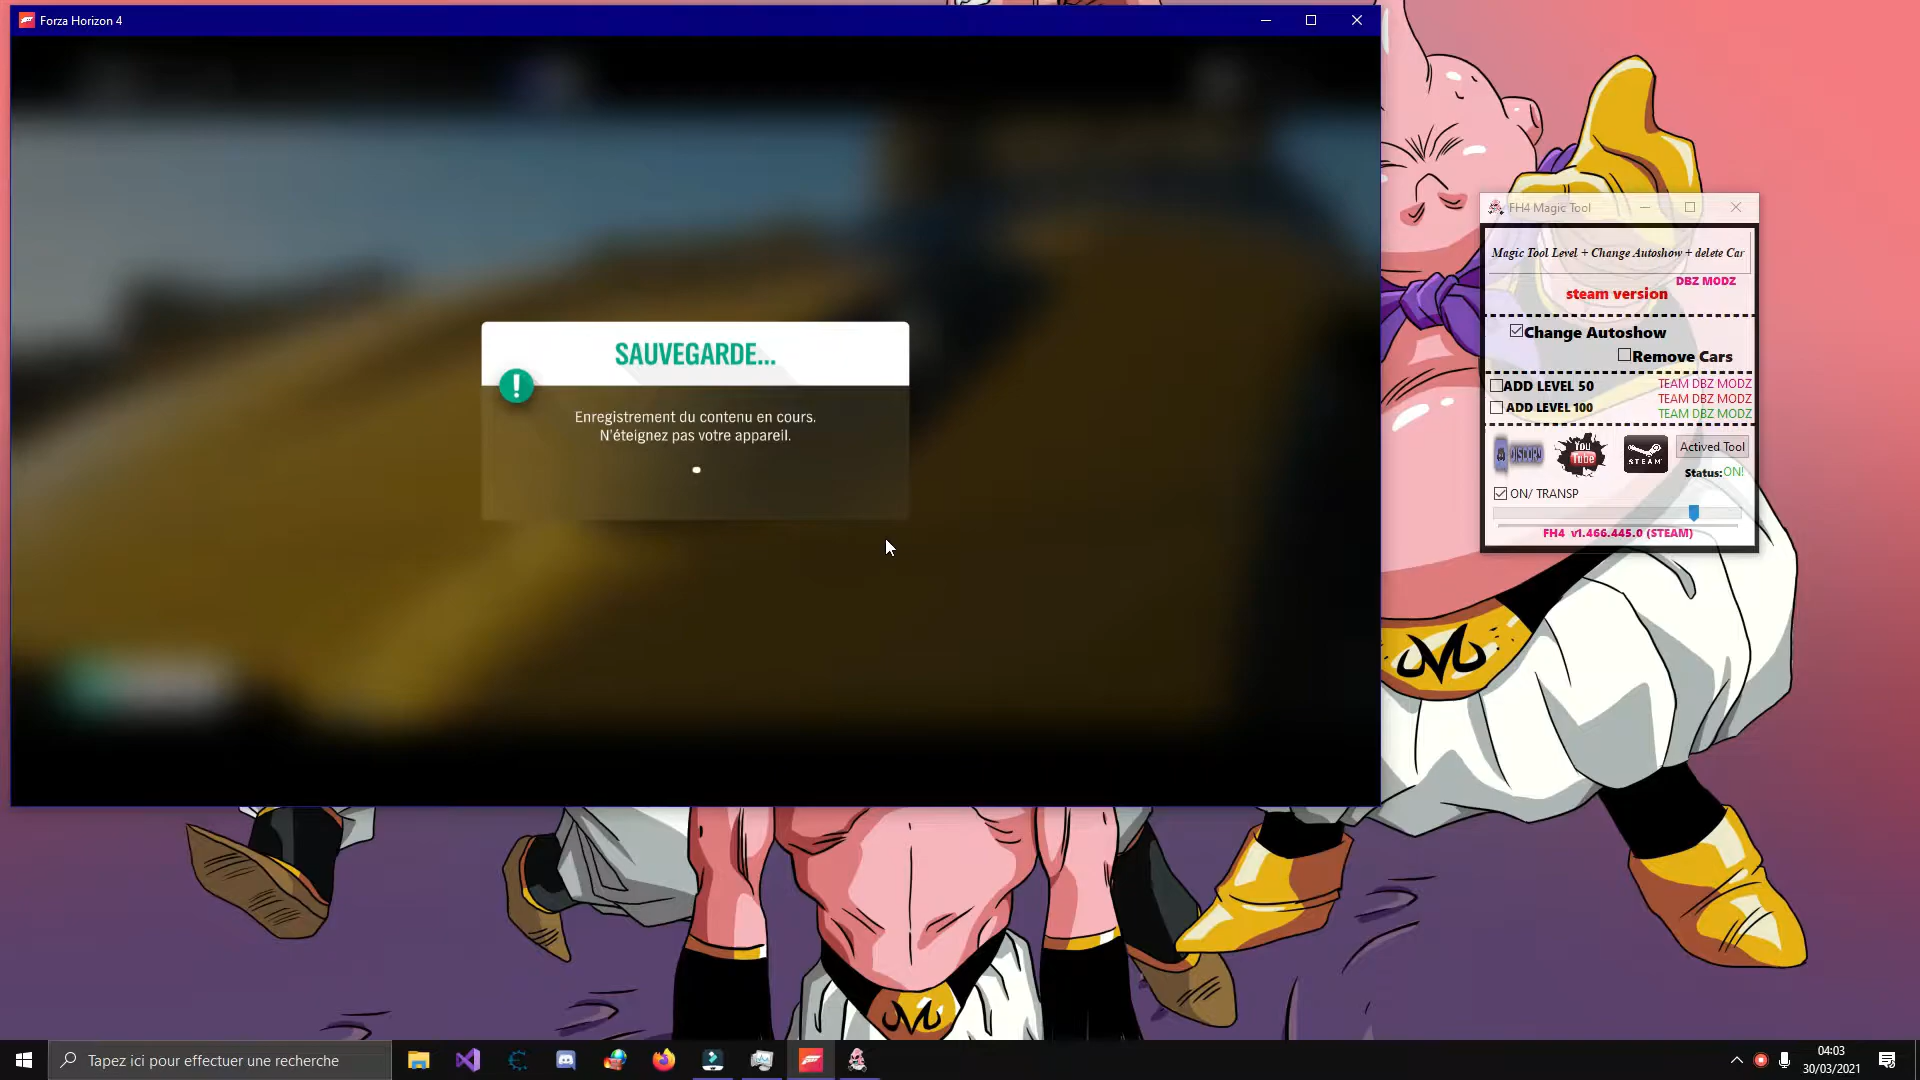 Forza Horizon 4
SAUVEGARDE...
!
Enregistrement du contenu en cours.
N'éteignez pas votre appareil.
FH4 Magic Tool
Magic Tool Level + Change Autoshow + delete Car
DBZ MODZ
steam version
Change Autoshow
Remove Cars
ADD LEVEL 50
ADD LEVEL 100
TEAM DBZ MODZ
TEAM DBZ MODZ
TEAM DBZ MODZ
DISCORD
You
Tube
STEAM
Actived Tool
Status: ON!
ON/ TRANSP
FH4 v1.466.445.0 (STEAM)
Tapez ici pour effectuer une recherche
04:03
30/03/2021